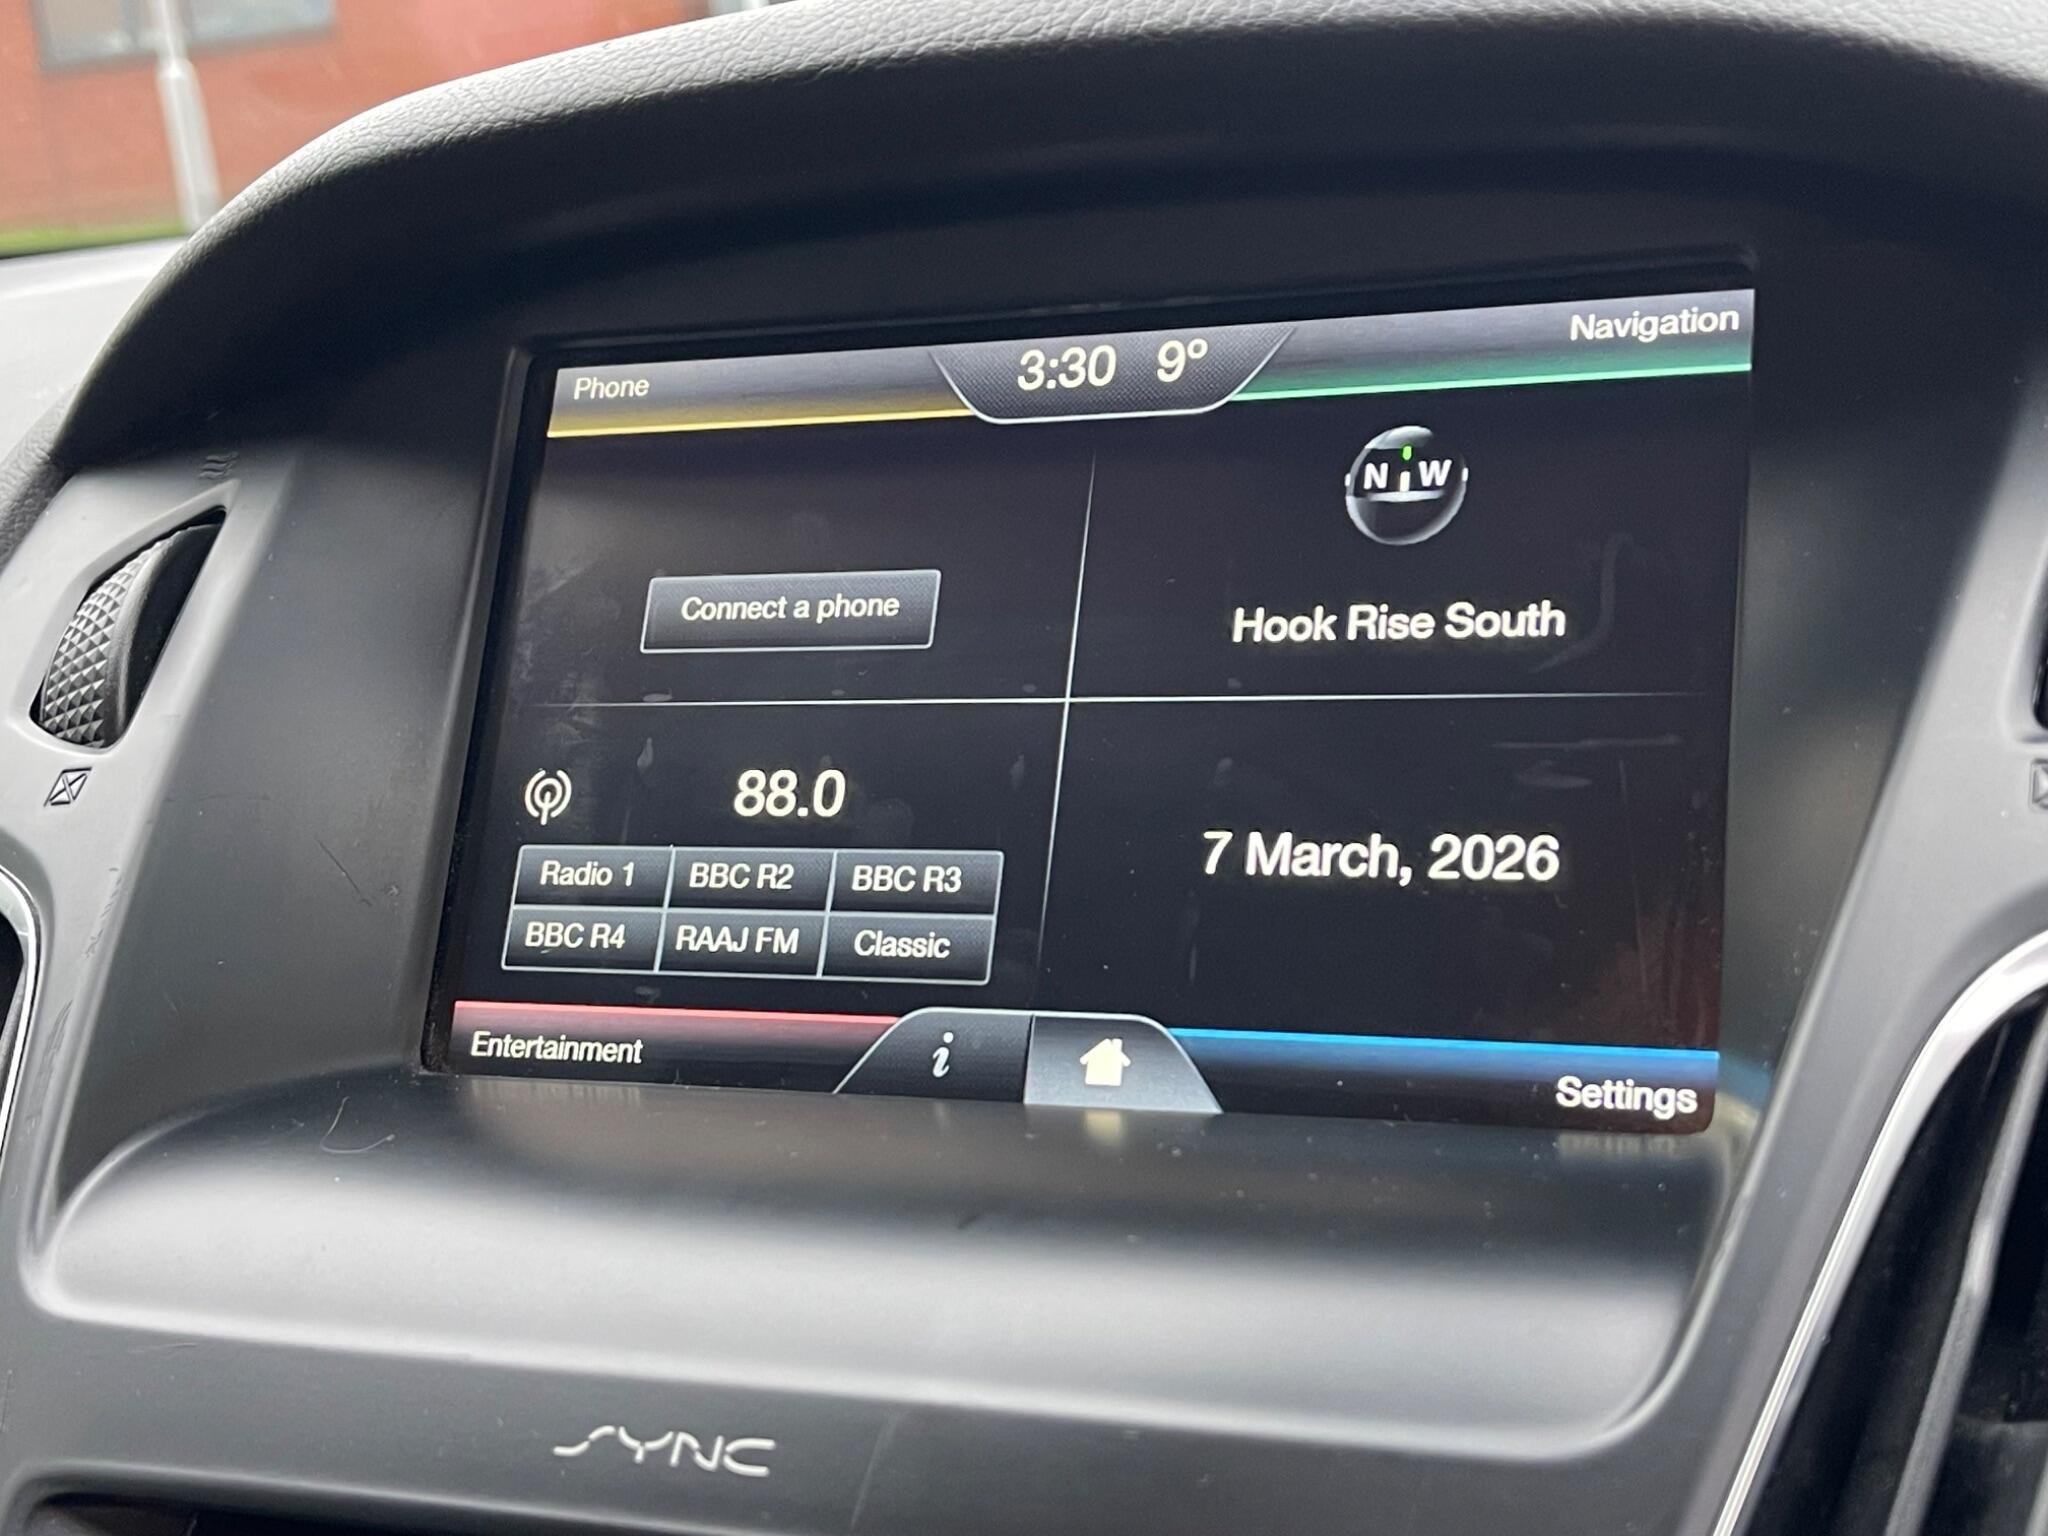 Phone
3:30 9°
Navigation
N W
Connect a phone
Hook Rise South
88.0
Radio 1 BBC R2 BBC R3
BBC R4 RAAJ FM Classic
7 March, 2026
Entertainment
i
Settings
SYNC